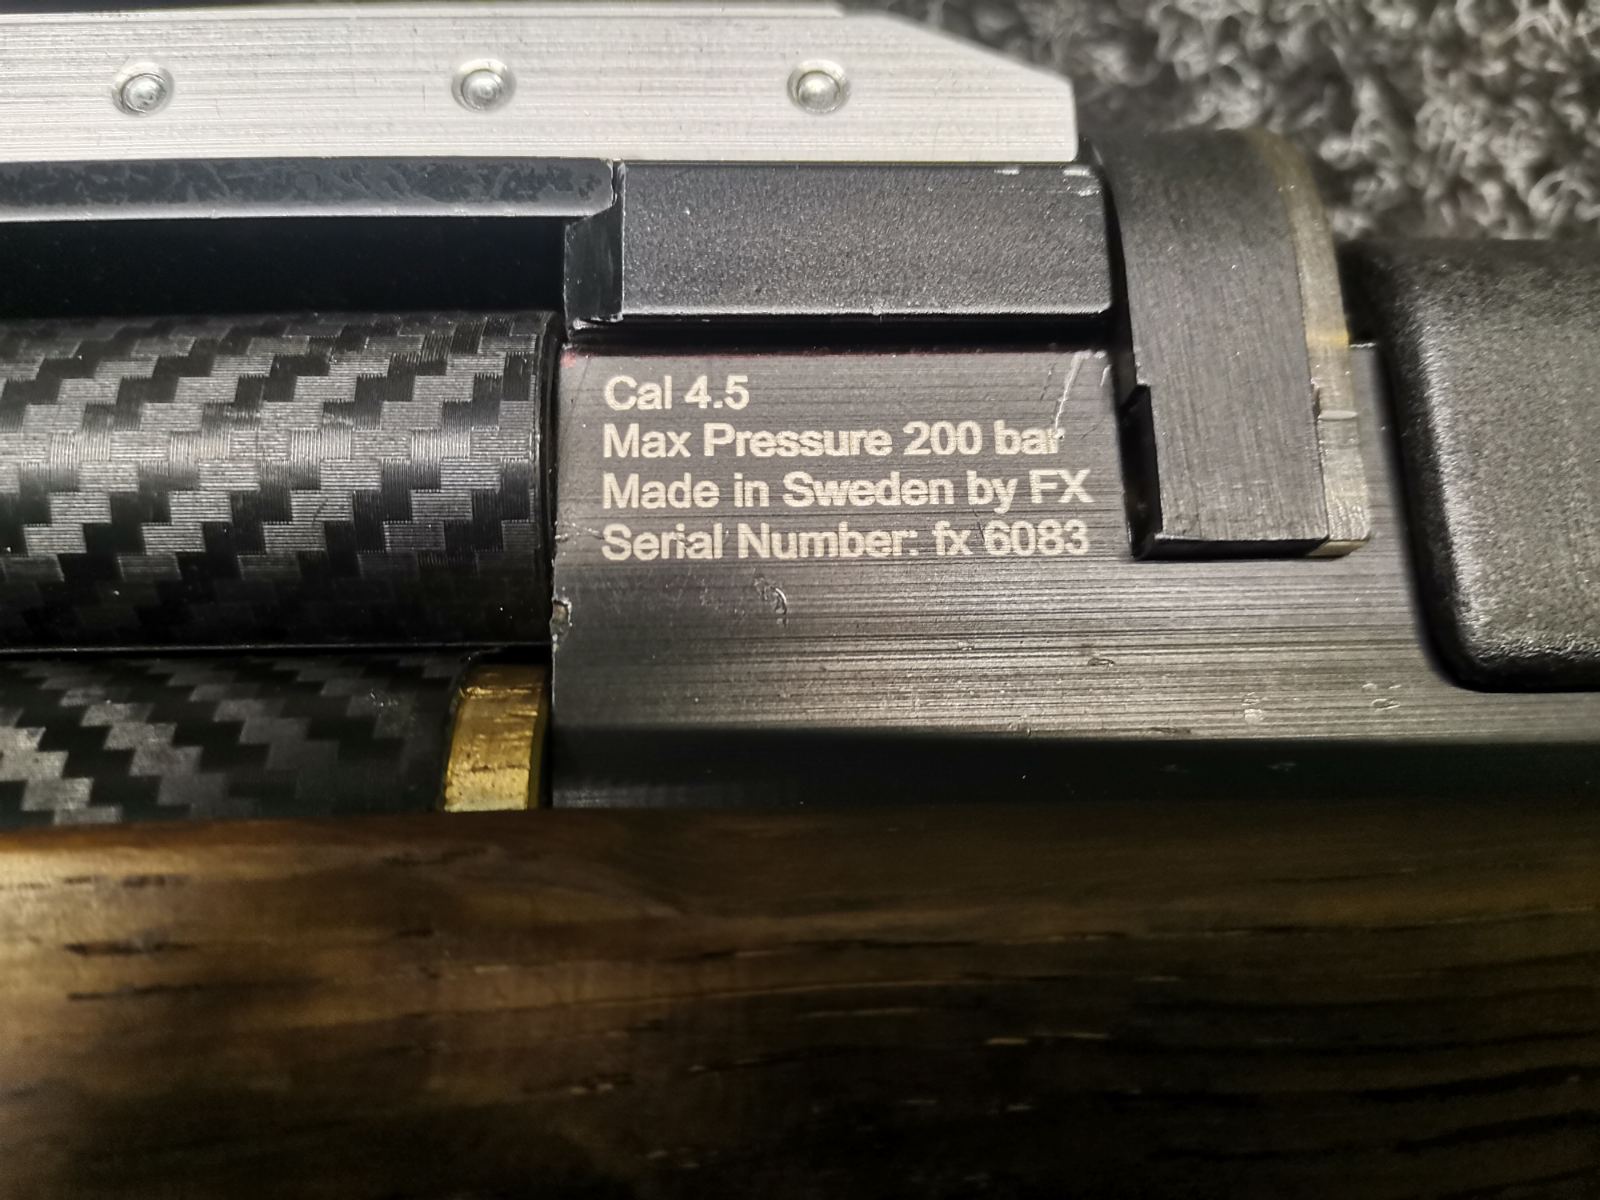 Cal 4.5
Max Pressure 200 bar
Made in Sweden by FX
Serial Number: fx 6083